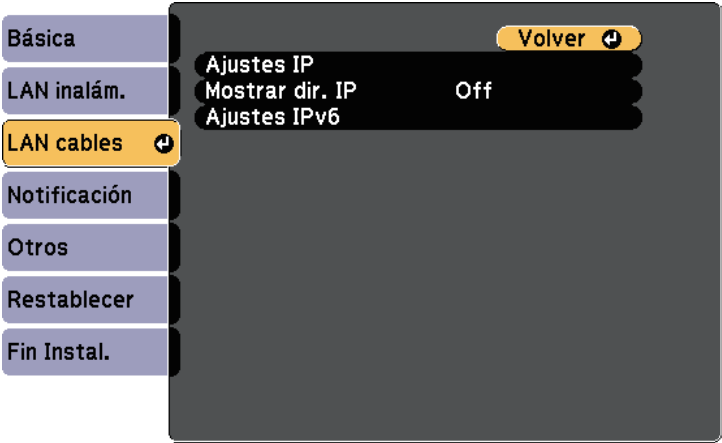 Básica
LAN inalám.
LAN cables
Notificación
Otros
Restablecer
Fin Instal.
Volver
Ajustes IP
Mostrar dir. IP Off
Ajustes IPv6